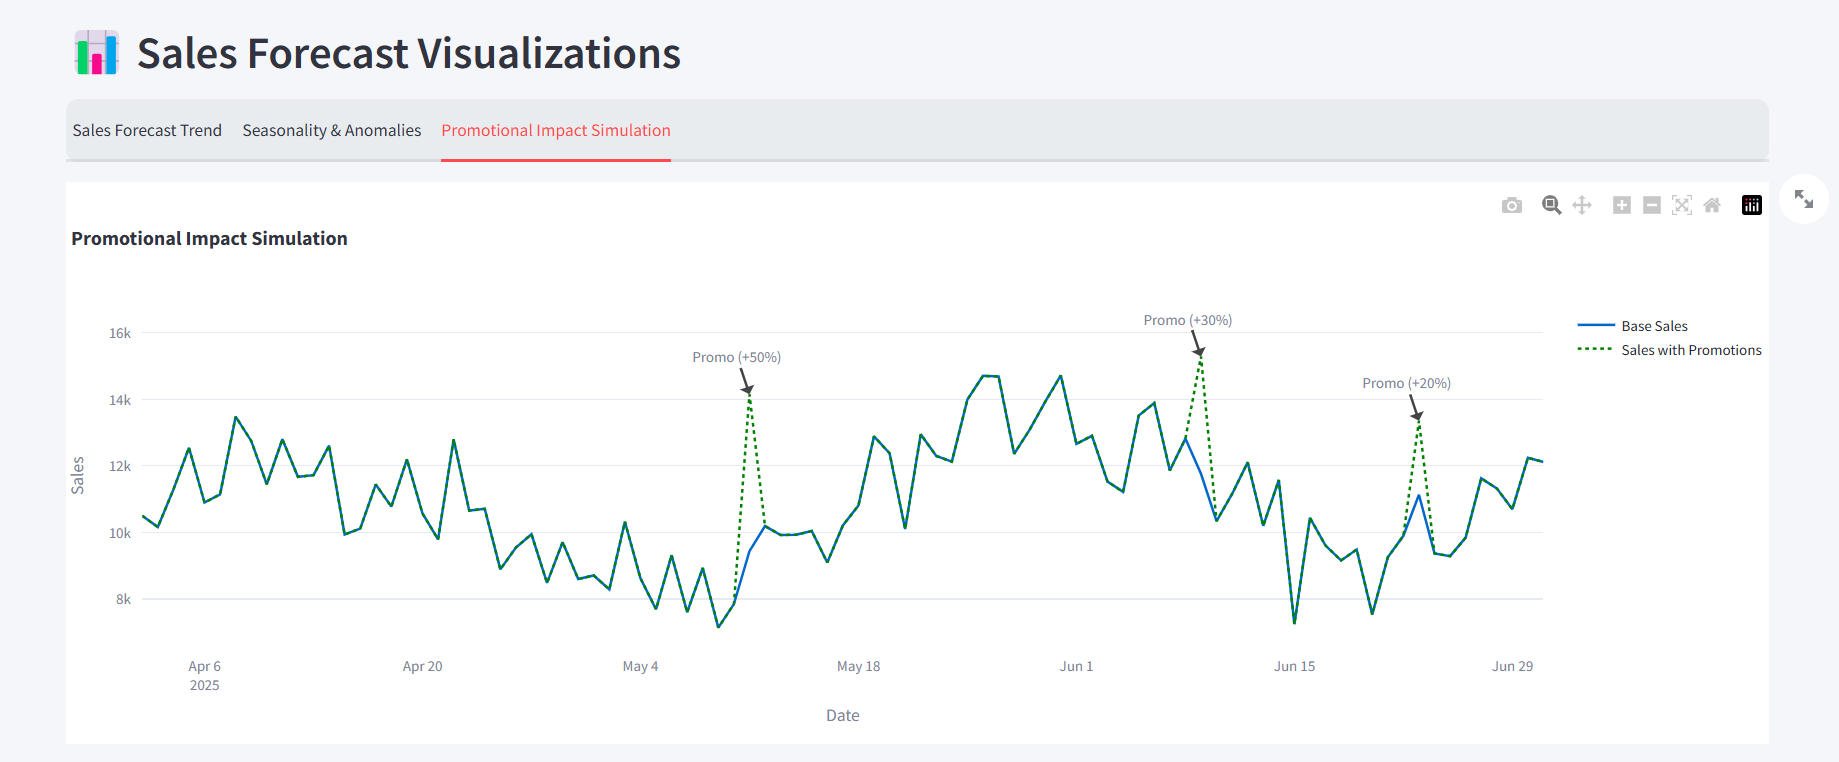 Sales Forecast Visualizations
Sales Forecast Trend
Seasonality & Anomalies
Promotional Impact Simulation
Promotional Impact Simulation
Promo (+50%)
Promo (+30%)
Promo (+20%)
Base Sales
Sales with Promotions
16k
14k
12k
10k
8k
Sales
Apr 6
2025
Apr 20
May 4
May 18
Jun 1
Jun 15
Jun 29
Date